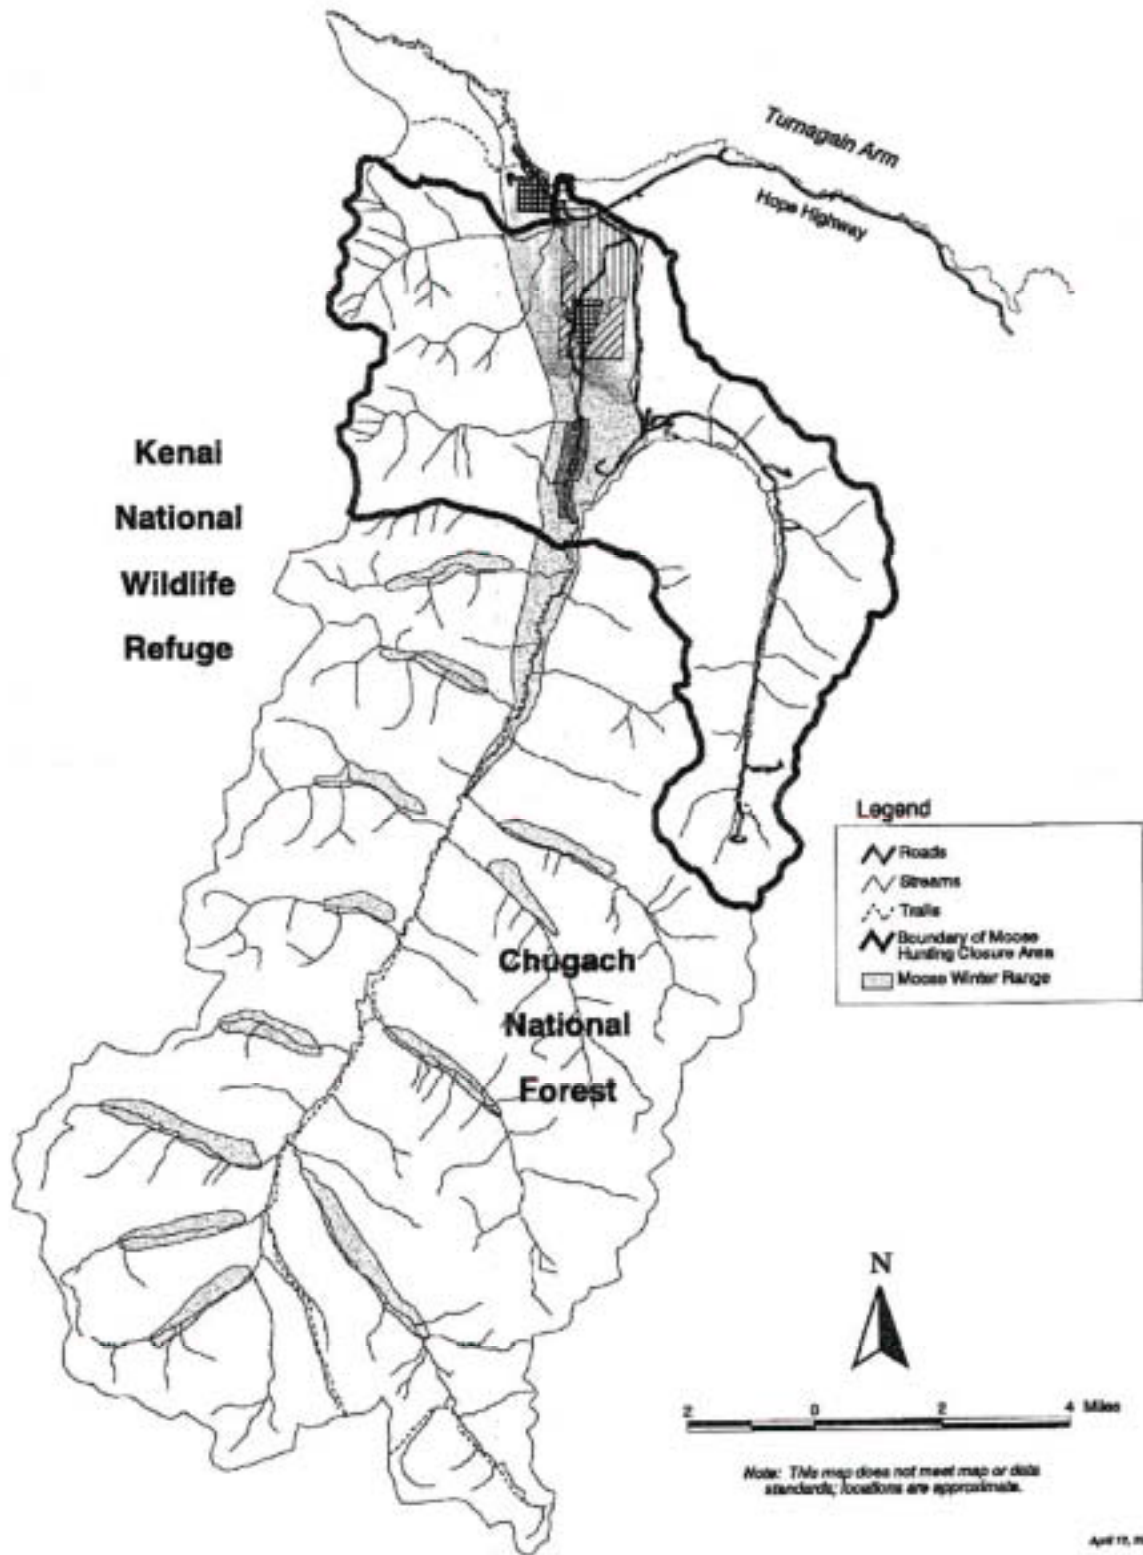 Turnagain Arm
Hope Highway
Kenai
National
Wildlife
Refuge
Legend
Roads
Streams
Trails
Boundary of Moose
Hunting Closure Area
Moose Winter Range
Chugach
National
Forest
N
2 0 2 4 Miles
Note: This map does not meet map or data
standards; locations are approximate.
April